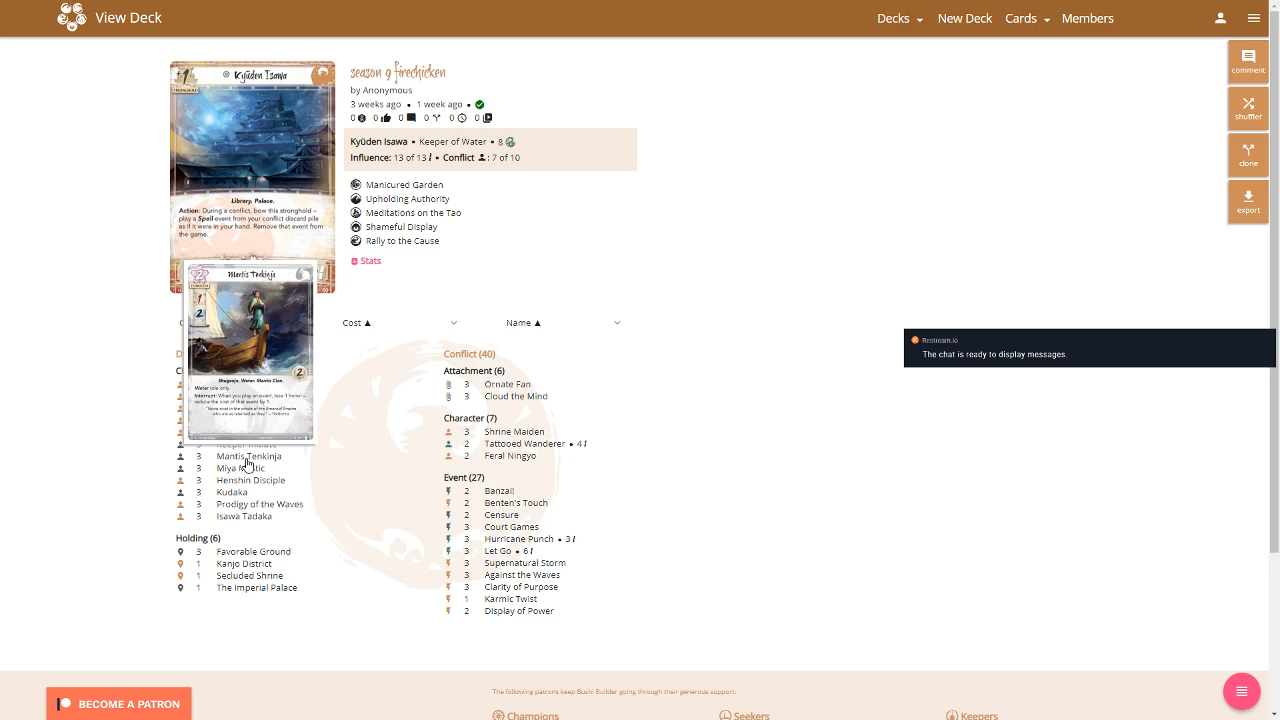 View Deck
Decks
New Deck
Cards
Members
comment
shuffler
clone
export
+1
STRONGHOLD
Kyūden Isawa
Library. Palace.
Action: During a conflict, bow this stronghold –
play a Spell event from your conflict discard pile
as if it were in your hand. Remove that event from
the game.
season 9 firechicken
by Anonymous
3 weeks ago • 1 week ago •
0 0 0 0 0 0
Kyūden Isawa • Keeper of Water • 8
Influence: 13 of 13 • Conflict : 7 of 10
Manicured Garden
Upholding Authority
Meditations on the Tao
Shameful Display
Rally to the Cause
Stats
2
Mantis Tenkinja
1
2
2
Shugenja. Water. Mantis Clan.
Water role only.
Interrupt: When you play an event, lose 1 honor –
reduce the cost of that event by 1.
Cost ▲
Name ▲
3 Keeper Initiate
3 Mantis Tenkinja
3 Miya Mystic
3 Henshin Disciple
3 Kudaka
3 Prodigy of the Waves
3 Isawa Tadaka
Holding (6)
3 Favorable Ground
1 Kanjo District
1 Secluded Shrine
1 The Imperial Palace
Conflict (40)
Attachment (6)
3 Ornate Fan
3 Cloud the Mind
Character (7)
3 Shrine Maiden
2 Tattooed Wanderer • 4
2 Feral Ningyo
Event (27)
2 Banzai!
2 Benten's Touch
2 Censure
3 Court Games
3 Hurricane Punch • 3
3 Let Go • 6
3 Supernatural Storm
3 Against the Waves
3 Clarity of Purpose
1 Karmic Twist
2 Display of Power
Restream.io
The chat is ready to display messages.
BECOME A PATRON
The following patrons keep Bushi Builder going through their generous support:
Champions
Seekers
Keepers